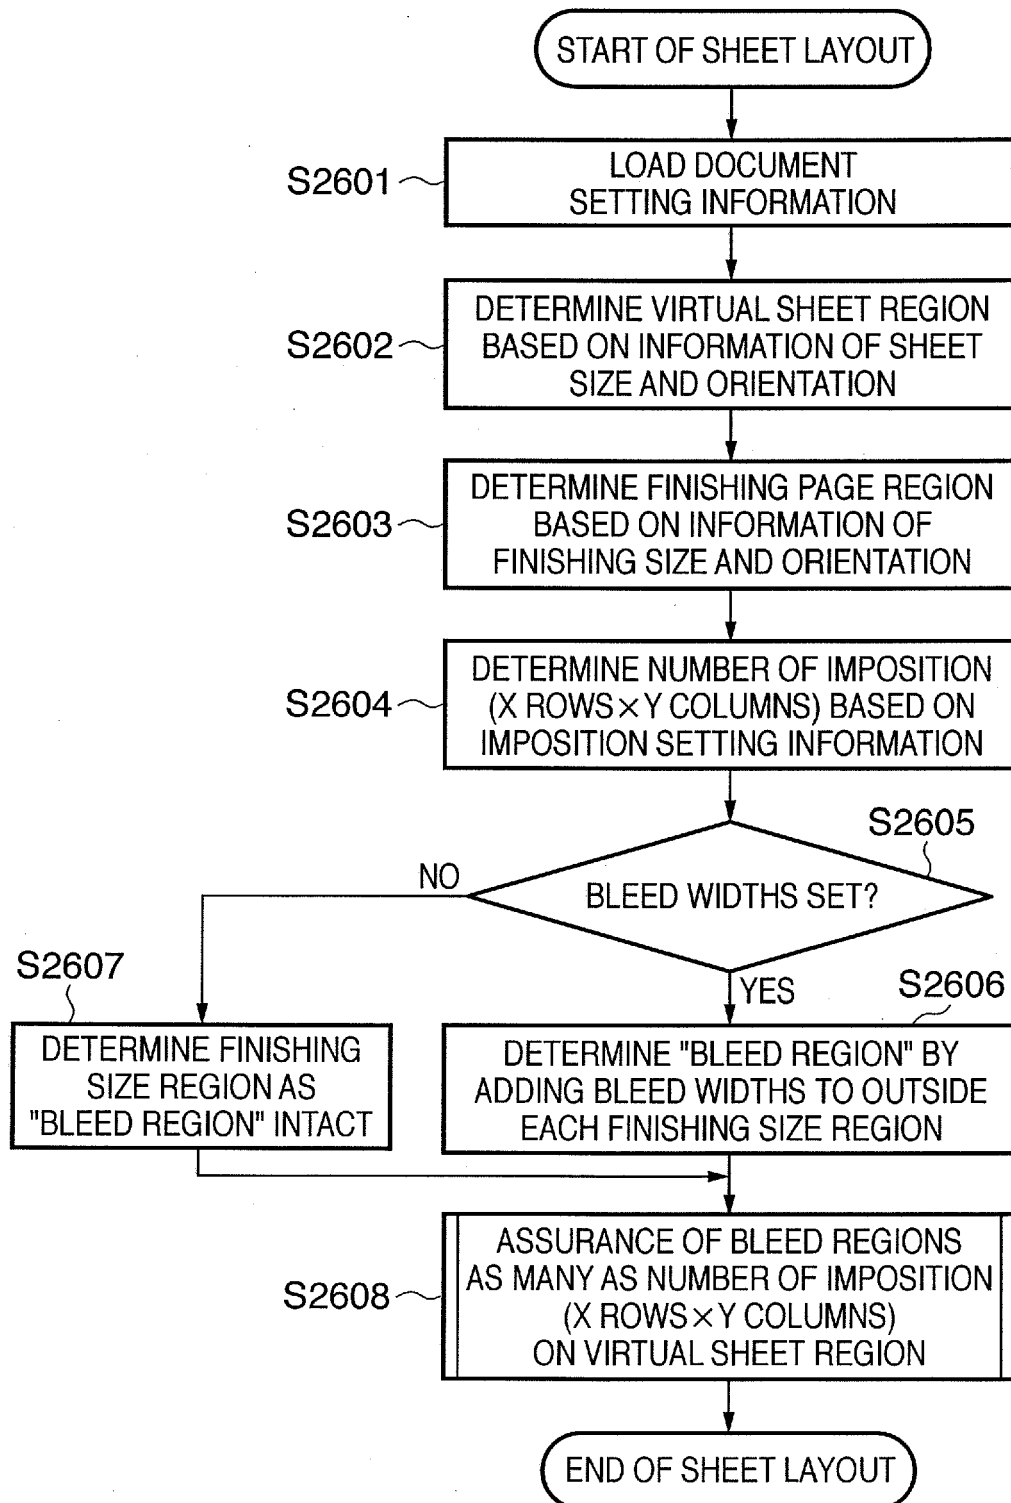 START OF SHEET LAYOUT
S2601
LOAD DOCUMENT
SETTING INFORMATION
S2602
DETERMINE VIRTUAL SHEET REGION
BASED ON INFORMATION OF SHEET
SIZE AND ORIENTATION
S2603
DETERMINE FINISHING PAGE REGION
BASED ON INFORMATION OF
FINISHING SIZE AND ORIENTATION
S2604
DETERMINE NUMBER OF IMPOSITION
(X ROWS×Y COLUMNS) BASED ON
IMPOSITION SETTING INFORMATION
S2605
BLEED WIDTHS SET?
NO
YES
S2607
DETERMINE FINISHING
SIZE REGION AS
"BLEED REGION" INTACT
S2606
DETERMINE "BLEED REGION" BY
ADDING BLEED WIDTHS TO OUTSIDE
EACH FINISHING SIZE REGION
S2608
ASSURANCE OF BLEED REGIONS
AS MANY AS NUMBER OF IMPOSITION
(X ROWS×Y COLUMNS)
ON VIRTUAL SHEET REGION
END OF SHEET LAYOUT